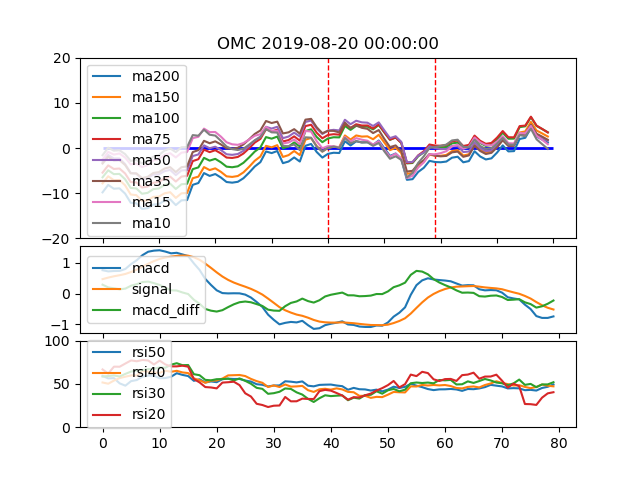 OMC 2019-08-20 00:00:00
20
10
0
−10
−20
ma200
ma150
ma100
ma75
ma50
ma35
ma15
ma10
1
0
−1
macd
signal
macd_diff
100
50
0
rsi50
rsi40
rsi30
rsi20
0 10 20 30 40 50 60 70 80